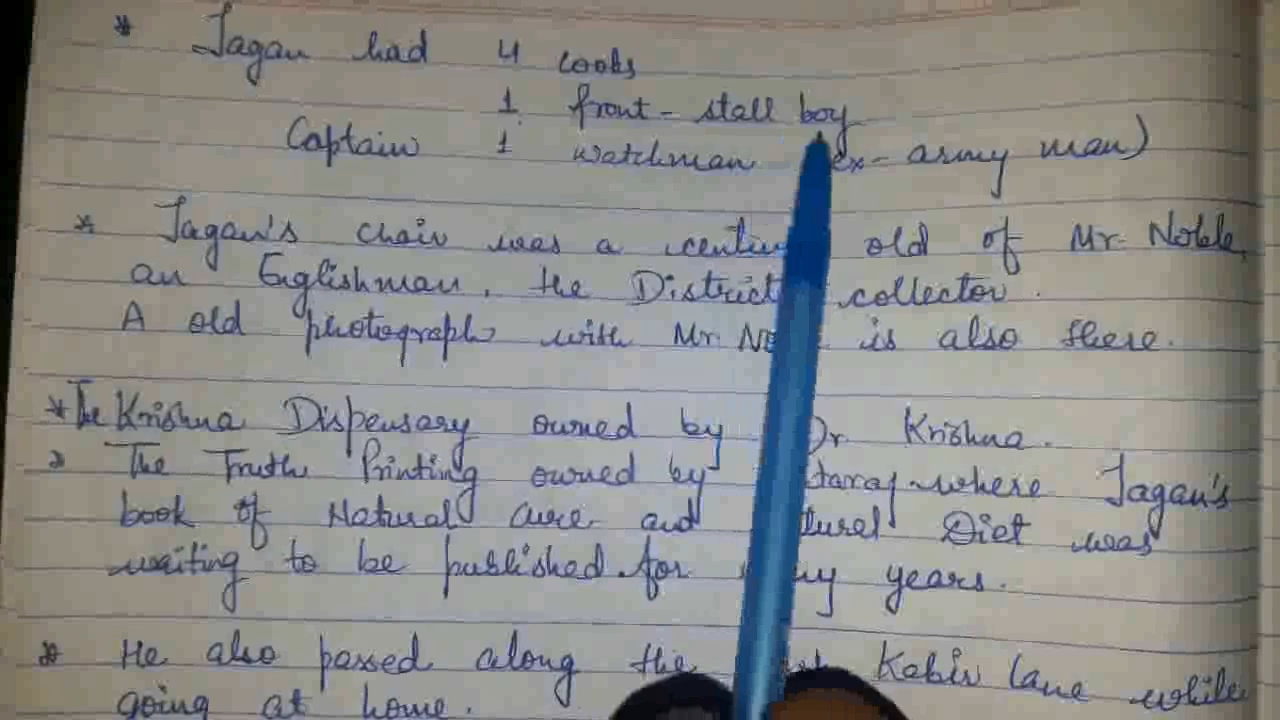 * Jagan had 4 cooks
1 front-stall boy
Captain 1 watchman ex-army man)
* Jagan's chair was a old of Mr. Noble,
an Englishman, the District collector.
A old photograph with Mr. is also there.
* The Krishna Dispensary owned by Dr Krishna.
* The Truth Printing owned by where Jagan's
book of Natural Cure and Diet was
waiting to be published for years.
* He also passed along the Kabir lane while
going at home.